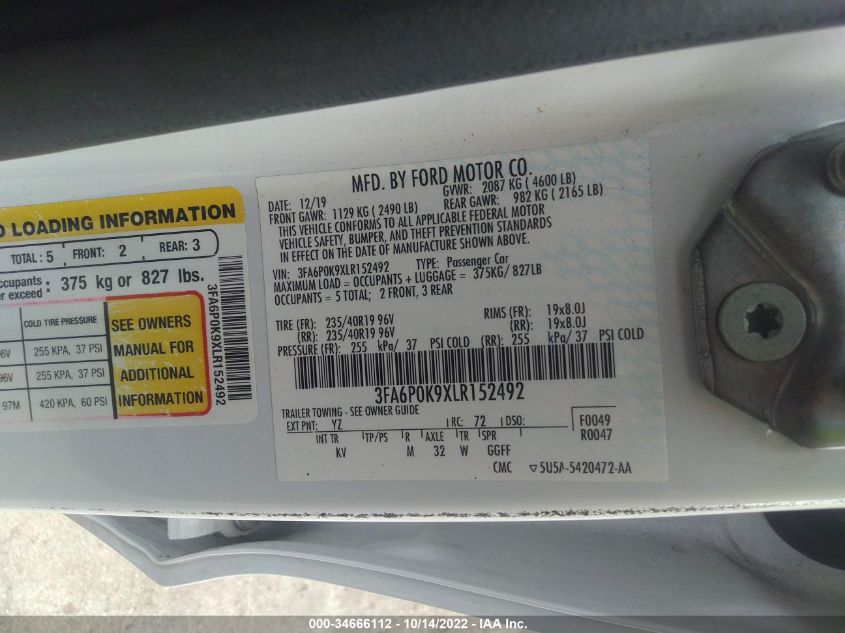 D LOADING INFORMATION
TOTAL: 5 FRONT: 2 REAR: 3
ccupants
er exceed : 375 kg or 827 lbs.
COLD TIRE PRESSURE
6V 255 KPA, 37 PSI
96V 255 KPA, 37 PSI
97M 420 KPA, 60 PSI
SEE OWNERS
MANUAL FOR
ADDITIONAL
INFORMATION
3FA6P0K9XLR152492
MFD. BY FORD MOTOR CO.
DATE: 12/19 GVWR: 2087 KG ( 4600 LB)
FRONT GAWR: 1129 KG ( 2490 LB) REAR GAWR: 982 KG ( 2165 LB)
THIS VEHICLE CONFORMS TO ALL APPLICABLE FEDERAL MOTOR
VEHICLE SAFETY, BUMPER, AND THEFT PREVENTION STANDARDS
IN EFFECT ON THE DATE OF MANUFACTURE SHOWN ABOVE.
VIN: 3FA6P0K9XLR152492 TYPE: Passenger Car
MAXIMUM LOAD = OCCUPANTS + LUGGAGE = 375KG/ 827LB
OCCUPANTS = 5 TOTAL; 2 FRONT, 3 REAR
TIRE (FR): 235/40R19 96V RIMS (FR): 19x8.0J
(RR): 235/40R19 96V (RR): 19x8.0J
PRESSURE (FR): 255 kPa/ 37 PSI COLD (RR): 255 kPa/ 37 PSI COLD
3FA6P0K9XLR152492
TRAILER TOWING - SEE OWNER GUIDE
EXT PNT: YZ RC: 72 DSO: F0049
INT TR TP/PS R AXLE TR SPR R0047
KV M 32 W GGFF
CMC ▽5U5A-5420472-AA
000-34666112 - 10/14/2022 - IAA Inc.